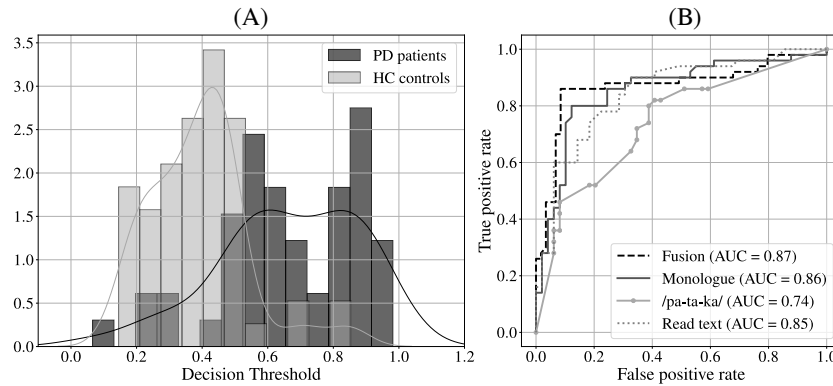 (A)
3.5
3.0
2.5
2.0
1.5
1.0
0.5
0.0
0.0 0.2 0.4 0.6 0.8 1.0 1.2
Decision Threshold
PD patients
HC controls
(B)
True positive rate
1.0
0.8
0.6
0.4
0.2
0.0
0.0 0.2 0.4 0.6 0.8 1.0
False positive rate
Fusion (AUC = 0.87)
Monologue (AUC = 0.86)
/pa-ta-ka/ (AUC = 0.74)
Read text (AUC = 0.85)